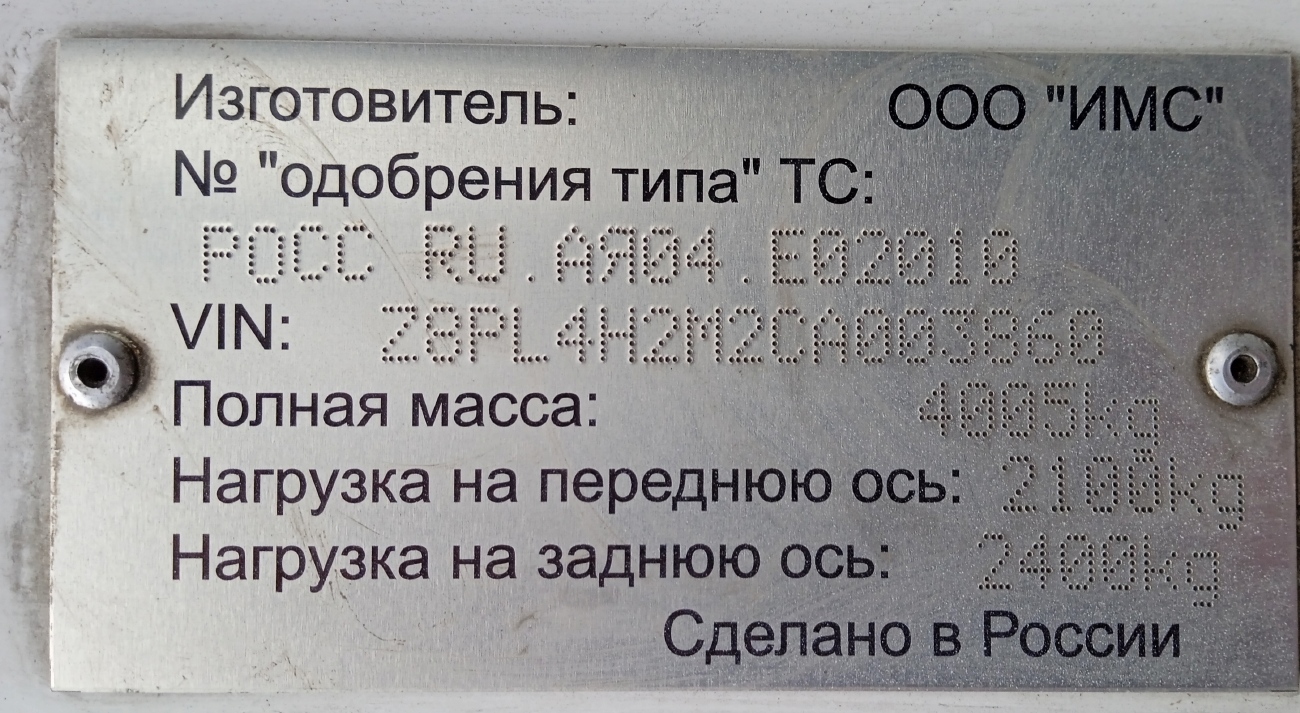 Изготовитель: ООО "ИМС"
№ "одобрения типа" ТС:
РОСС RU.АЯ04.Е02010
VIN: Z8PL4H2M2CA003860
Полная масса: 4005kg
Нагрузка на переднюю ось: 2100kg
Нагрузка на заднюю ось: 2400kg
Сделано в России